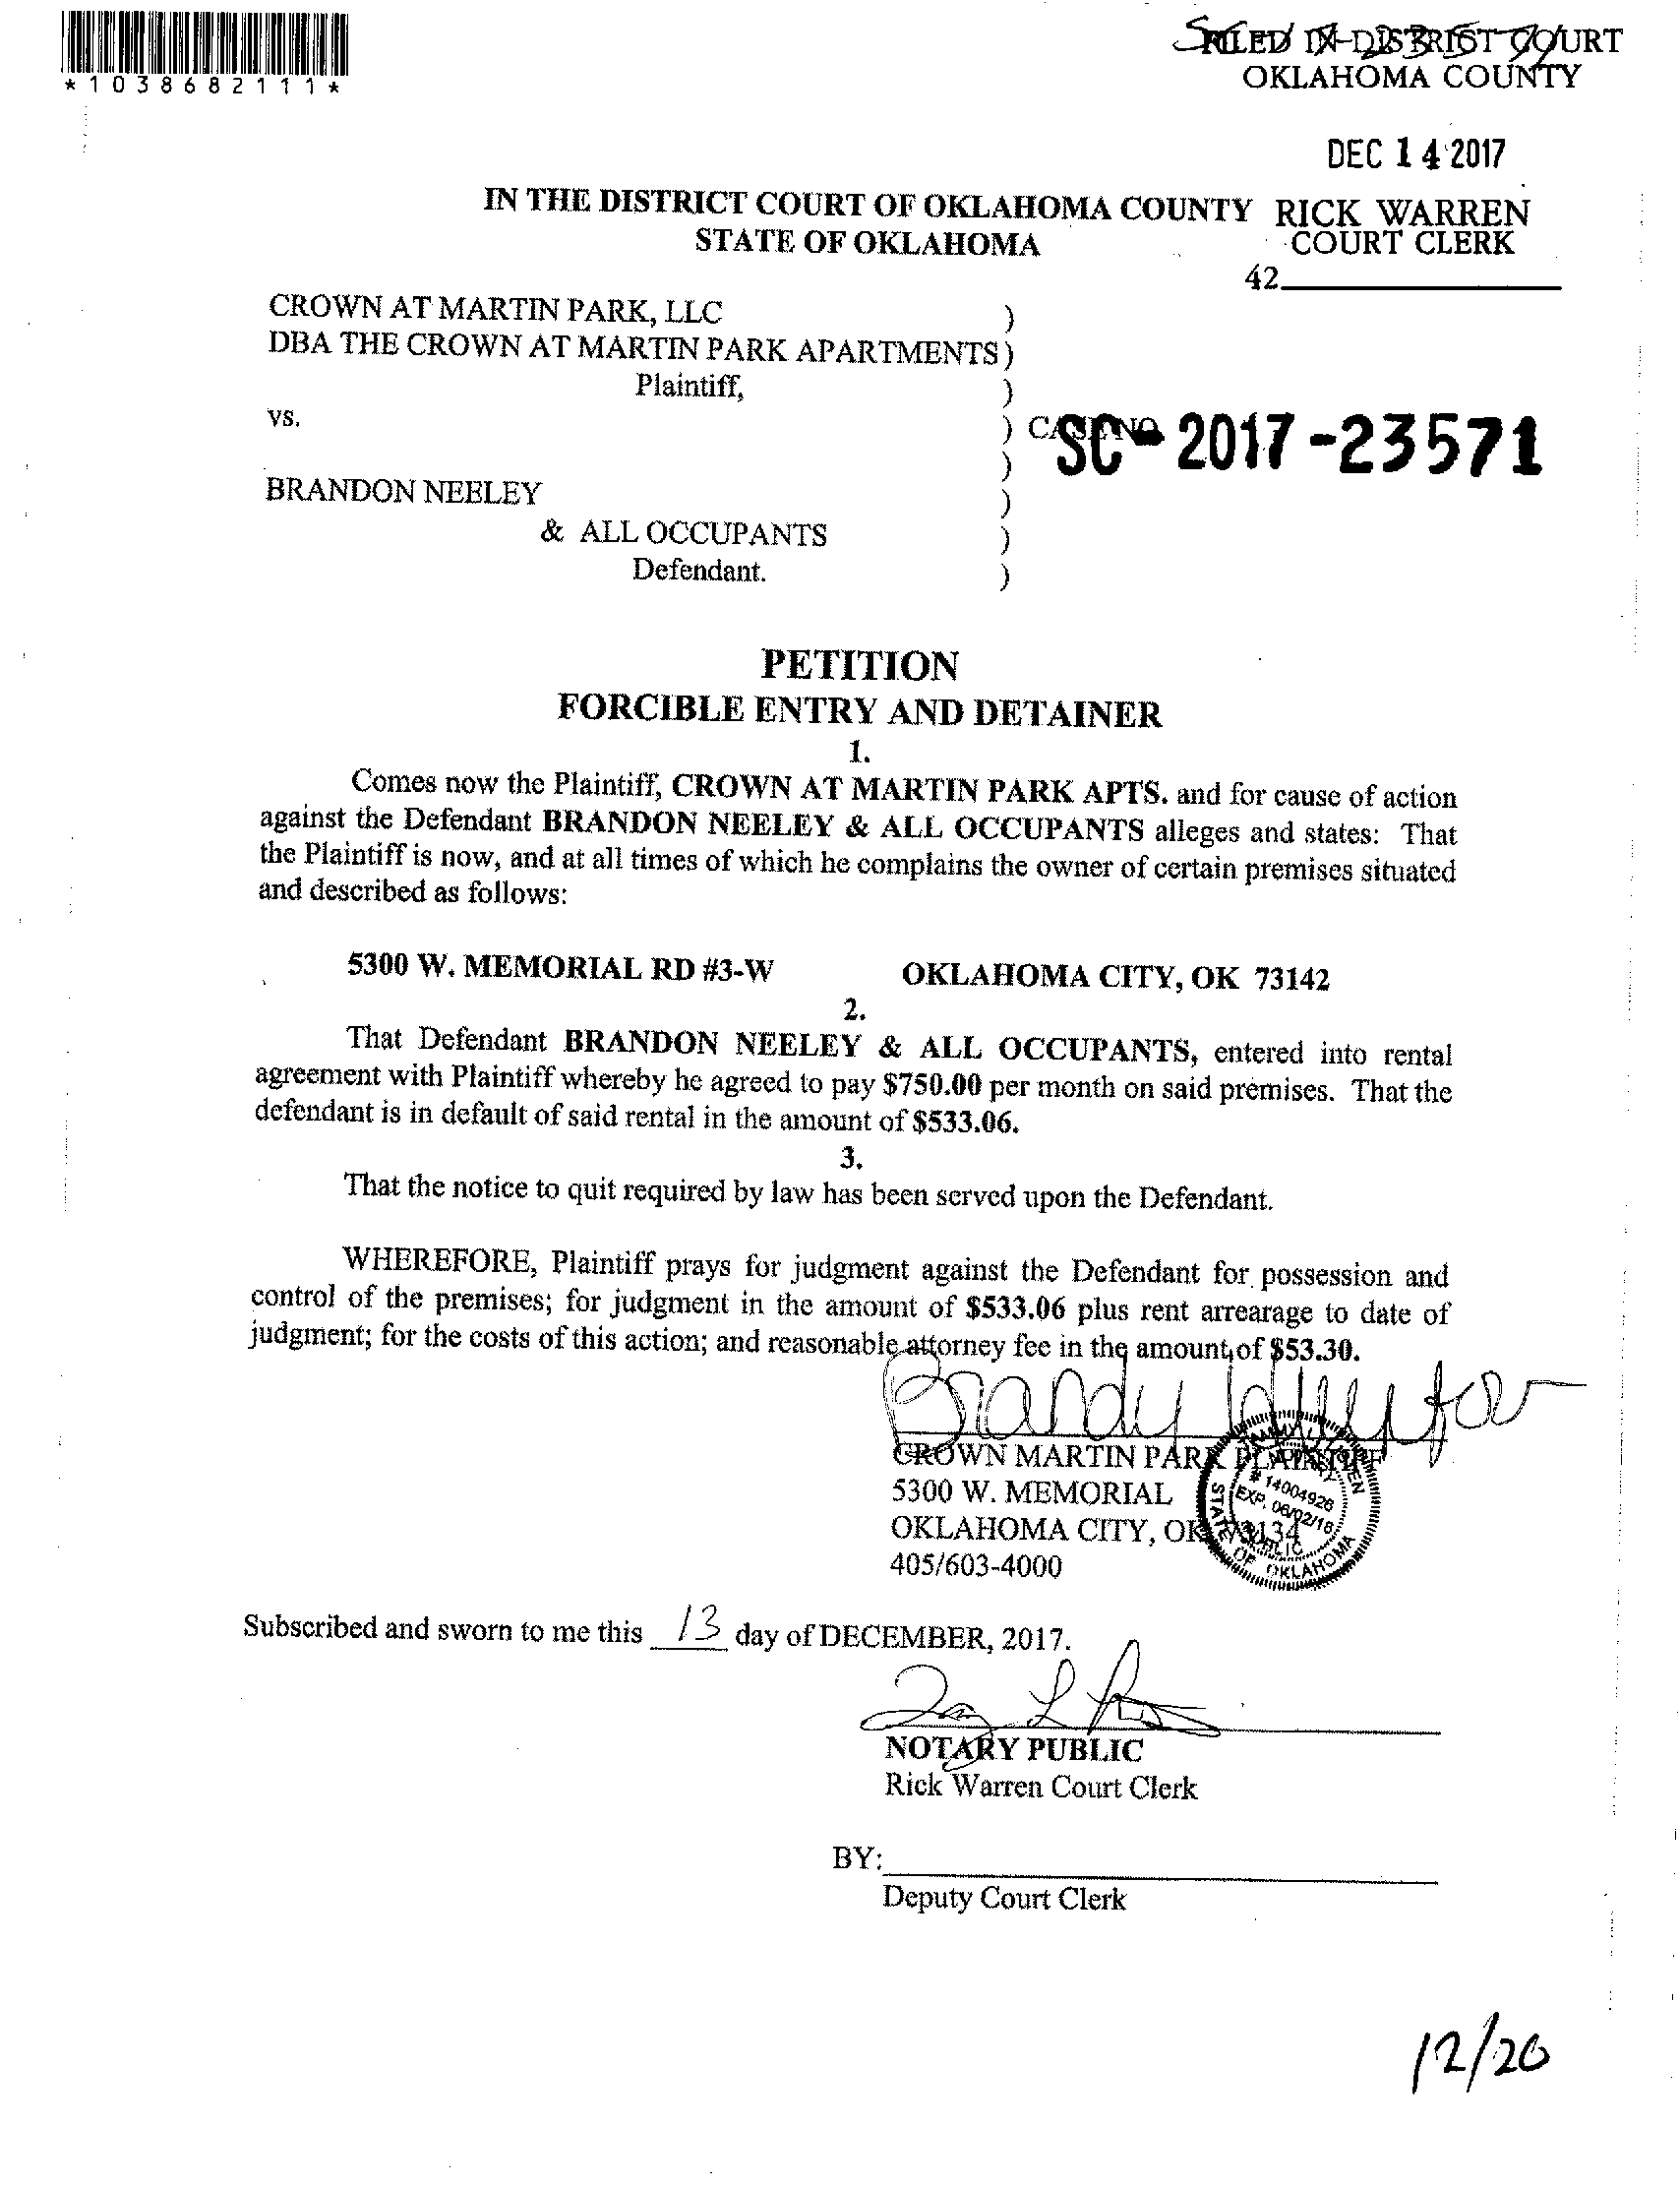 *1038682111*
FILED IN DISTRICT COURT
OKLAHOMA COUNTY
DEC 14 2017
IN THE DISTRICT COURT OF OKLAHOMA COUNTY RICK WARREN
STATE OF OKLAHOMA COURT CLERK
42
CROWN AT MARTIN PARK, LLC )
DBA THE CROWN AT MARTIN PARK APARTMENTS )
Plaintiff, )
vs. ) CASE NO. SC-2017-23571
)
BRANDON NEELEY )
& ALL OCCUPANTS )
Defendant. )
PETITION
FORCIBLE ENTRY AND DETAINER
1.
Comes now the Plaintiff, CROWN AT MARTIN PARK APTS. and for cause of action
against the Defendant BRANDON NEELEY & ALL OCCUPANTS alleges and states: That
the Plaintiff is now, and at all times of which he complains the owner of certain premises situated
and described as follows:
5300 W. MEMORIAL RD #3-W OKLAHOMA CITY, OK 73142
2.
That Defendant BRANDON NEELEY & ALL OCCUPANTS, entered into rental
agreement with Plaintiff whereby he agreed to pay $750.00 per month on said premises. That the
defendant is in default of said rental in the amount of $533.06.
3.
That the notice to quit required by law has been served upon the Defendant.
WHEREFORE, Plaintiff prays for judgment against the Defendant for possession and
control of the premises; for judgment in the amount of $533.06 plus rent arrearage to date of
judgment; for the costs of this action; and reasonable attorney fee in the amount of $53.30.
Brandy
CROWN MARTIN PARK PLAINTIFF
5300 W. MEMORIAL
OKLAHOMA CITY, OK 73134
405/603-4000
# 14004926
EXP. 06/02/18
STATE OF OKLAHOMA
Subscribed and sworn to me this 13 day of DECEMBER, 2017.
NOTARY PUBLIC
Rick Warren Court Clerk
BY:
Deputy Court Clerk
12/20